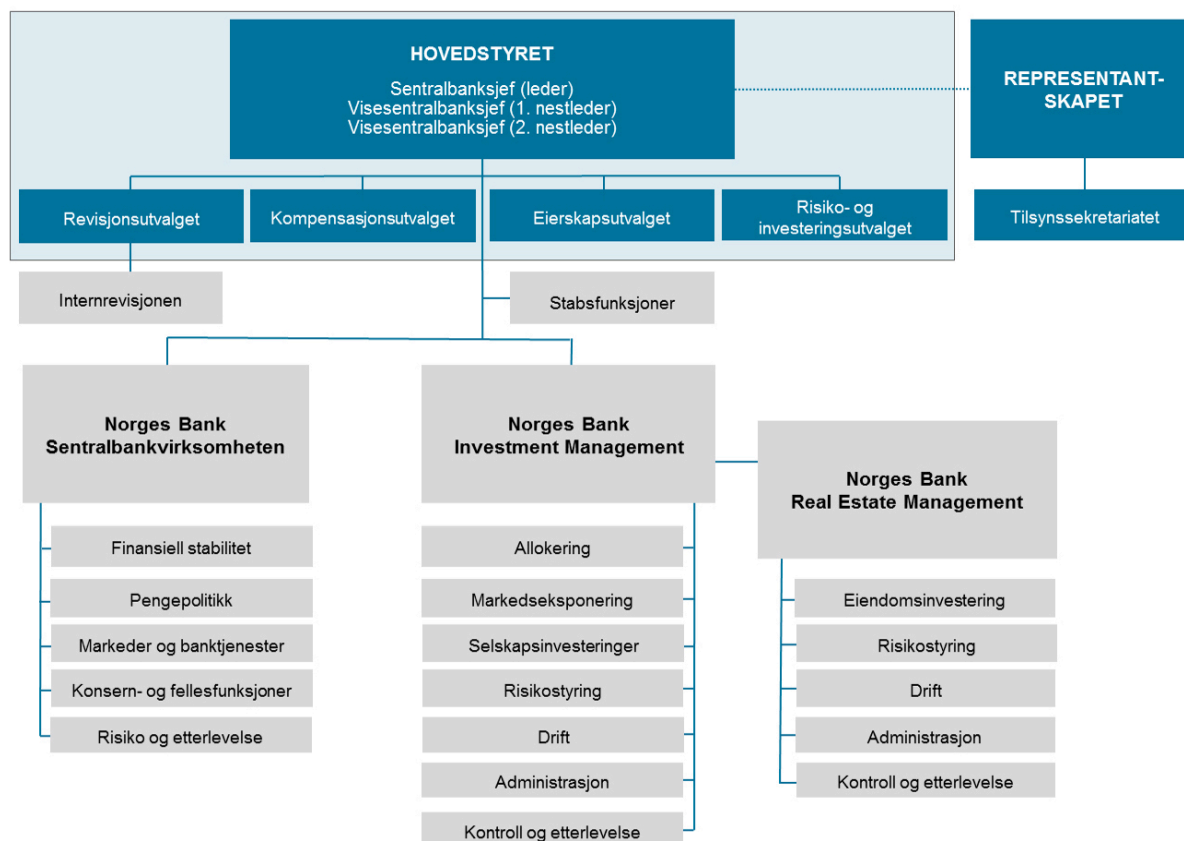 HOVEDSTYRET
Sentralbanksjef (leder)
Visesentralbanksjef (1. nestleder)
Visesentralbanksjef (2. nestleder)
REPRESENTANT-
SKAPET
Revisjonsutvalget
Kompensasjonsutvalget
Eierskapsutvalget
Risiko- og
investeringsutvalget
Tilsynssekretariatet
Internrevisjonen
Stabsfunksjoner
Norges Bank
Sentralbankvirksomheten
Finansiell stabilitet
Pengepolitikk
Markeder og banktjenester
Konsern- og fellesfunksjoner
Risiko og etterlevelse
Norges Bank
Investment Management
Allokering
Markedseksponering
Selskapsinvesteringer
Risikostyring
Drift
Administrasjon
Kontroll og etterlevelse
Norges Bank
Real Estate Management
Eiendomsinvestering
Risikostyring
Drift
Administrasjon
Kontroll og etterlevelse